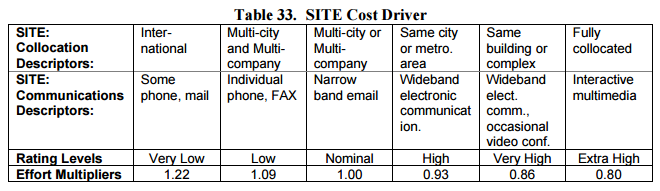 Table 33. SITE Cost Driver
SITE: Collocation Descriptors: Inter-national Multi-city and Multi-company Multi-city or Multi-company Same city or metro. area Same building or complex Fully collocated
SITE: Communications Descriptors: Some phone, mail Individual phone, FAX Narrow band email Wideband electronic communicat ion. Wideband elect. comm., occasional video conf. Interactive multimedia
Rating Levels Very Low Low Nominal High Very High Extra High
Effort Multipliers 1.22 1.09 1.00 0.93 0.86 0.80